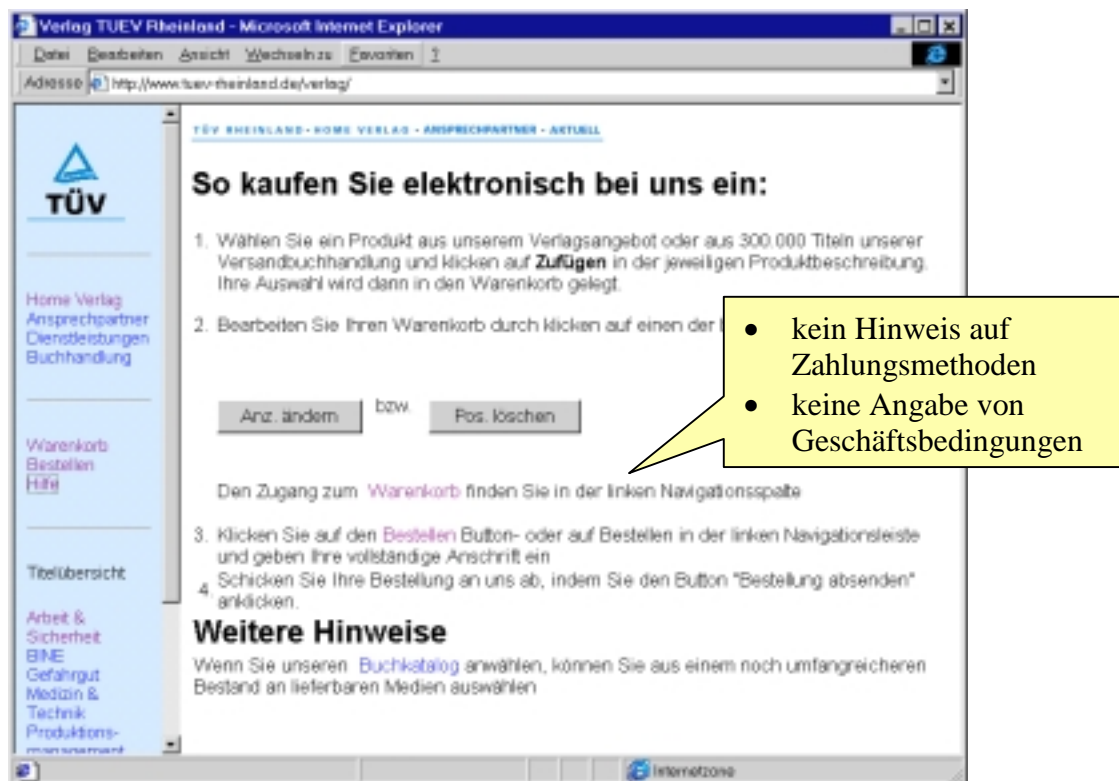 Verlag TUEV Rheinland - Microsoft Internet Explorer
Datei Bearbeiten Ansicht Wechseln zu Favoriten ?
Adresse http://www.tuev-rheinland.de/verlag/
TÜV RHEINLAND-HOME VERLAG - ANSPRECHPARTNER - AKTUELL
TÜV
Home Verlag
Ansprechpartner
Dienstleistungen
Buchhandlung
Warenkorb
Bestellen
Hilfe
Titelübersicht
Arbeit &
Sicherheit
BINE
Gefahrgut
Medizin &
Technik
Produktions-
management
So kaufen Sie elektronisch bei uns ein:
1. Wählen Sie ein Produkt aus unserem Verlagsangebot oder aus 300.000 Titeln unserer
Versandbuchhandlung und klicken auf Zufügen in der jeweiligen Produktbeschreibung.
Ihre Auswahl wird dann in den Warenkorb gelegt.
2. Bearbeiten Sie Ihren Warenkorb durch klicken auf einen der
Anz. ändern bzw. Pos. löschen
Den Zugang zum Warenkorb finden Sie in der linken Navigationsspalte
3. Klicken Sie auf den Bestellen Button- oder auf Bestellen in der linken Navigationsleiste
und geben Ihre vollständige Anschrift ein
4. Schicken Sie Ihre Bestellung an uns ab, indem Sie den Button "Bestellung absenden"
anklicken.
Weitere Hinweise
Wenn Sie unseren Buchkatalog anwählen, können Sie aus einem noch umfangreicheren
Bestand an lieferbaren Medien auswählen
• kein Hinweis auf
Zahlungsmethoden
• keine Angabe von
Geschäftsbedingungen
Internetzone